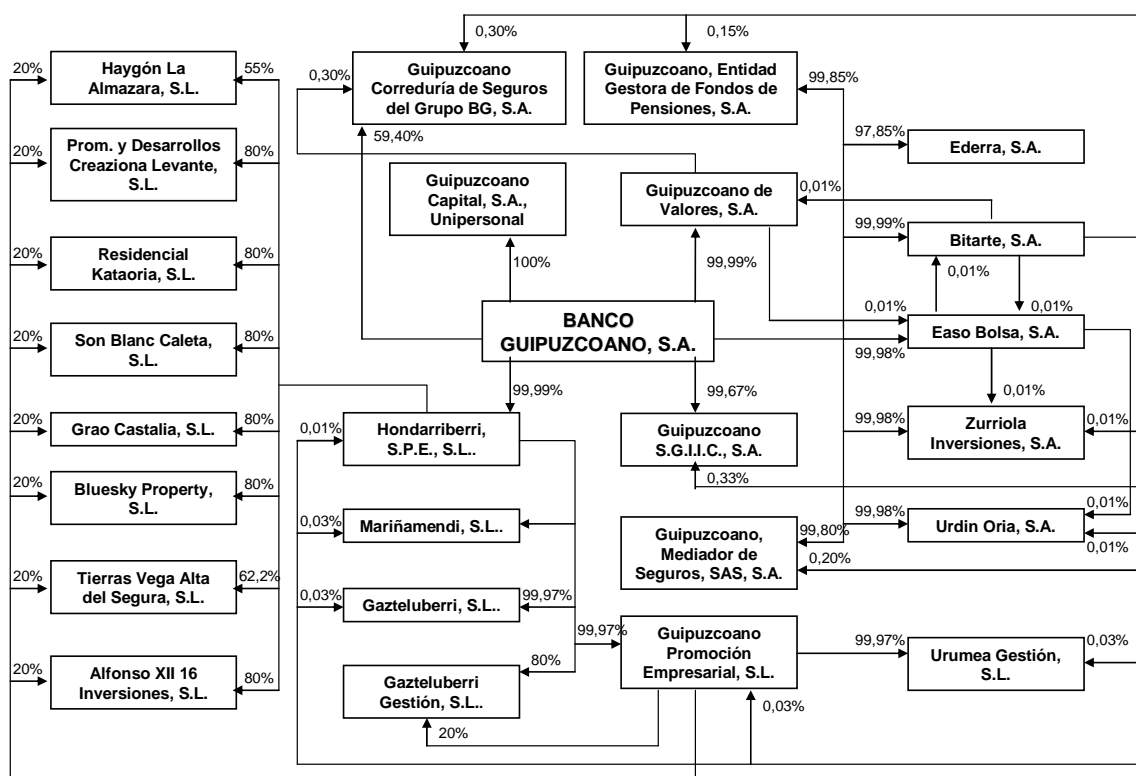 0,30%
0,15%
20%
Haygón La
Almazara, S.L.
55%
0,30%
Guipuzcoano
Correduría de Seguros
del Grupo BG, S.A.
Guipuzcoano, Entidad
Gestora de Fondos de
Pensiones, S.A.
99,85%
59,40%
97,85%
Ederra, S.A.
20%
Prom. y Desarrollos
Creaziona Levante,
S.L.
80%
Guipuzcoano
Capital, S.A.,
Unipersonal
Guipuzcoano de
Valores, S.A.
0,01%
99,99%
Bitarte, S.A.
20%
Residencial
Kataoria, S.L.
80%
100%
99,99%
0,01%
0,01%
0,01%
20%
Son Blanc Caleta,
S.L.
80%
BANCO
GUIPUZCOANO, S.A.
Easo Bolsa, S.A.
99,98%
99,99%
99,67%
0,01%
20%
Grao Castalia, S.L.
80%
0,01%
Hondarriberri,
S.P.E., S.L..
Guipuzcoano
S.G.I.I.C., S.A.
99,98%
Zurriola
Inversiones, S.A.
0,01%
0,33%
20%
Bluesky Property,
S.L.
80%
0,03%
Mariñamendi, S.L..
Guipuzcoano,
Mediador de
Seguros, SAS, S.A.
99,80%
0,20%
99,98%
Urdin Oria, S.A.
0,01%
0,01%
20%
Tierras Vega Alta
del Segura, S.L.
62,2%
0,03%
Gazteluberri, S.L..
99,97%
99,97%
Guipuzcoano
Promoción
Empresarial, S.L.
99,97%
Urumea Gestión,
S.L.
0,03%
20%
Alfonso XII 16
Inversiones, S.L.
80%
Gazteluberri
Gestión, S.L..
80%
20%
0,03%